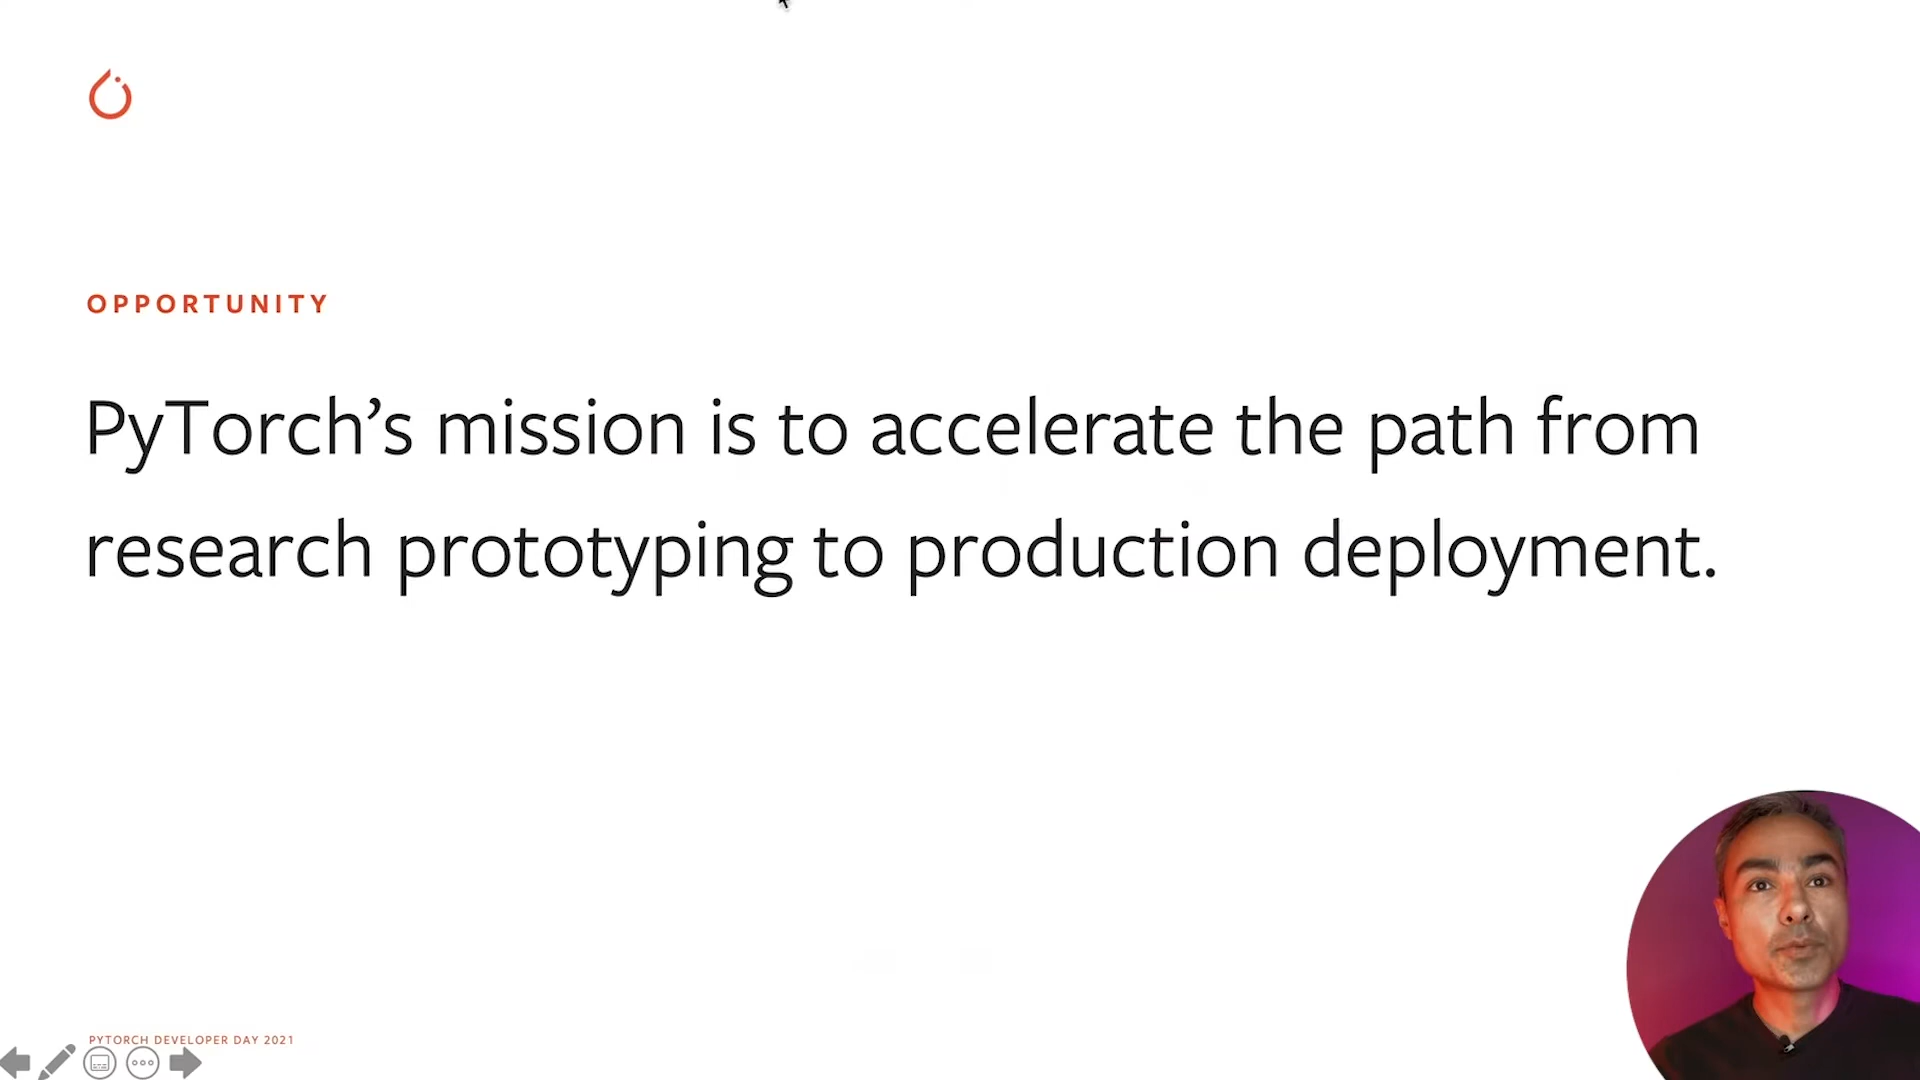 OPPORTUNITY
PyTorch’s mission is to accelerate the path from
research prototyping to production deployment.
PYTORCH DEVELOPER DAY 2021